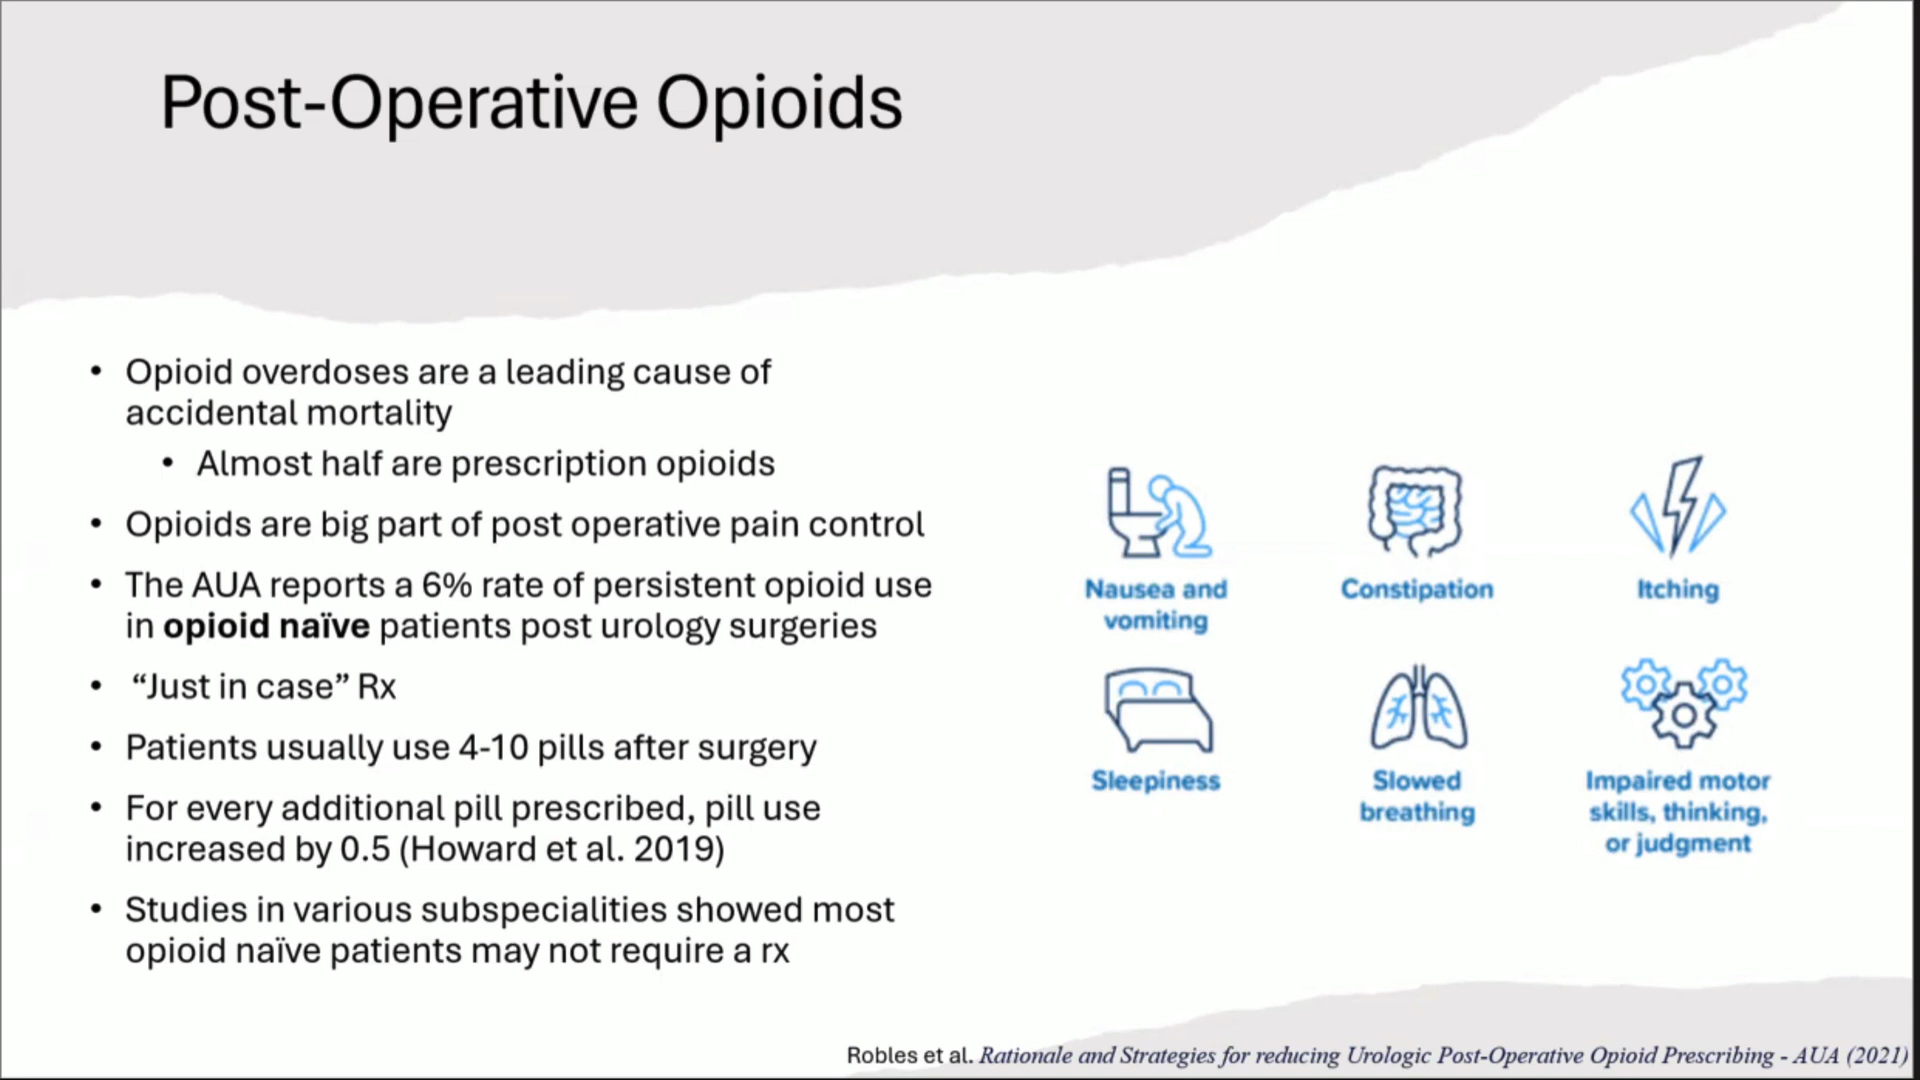 Post-Operative Opioids
• Opioid overdoses are a leading cause of
accidental mortality
• Almost half are prescription opioids
• Opioids are big part of post operative pain control
• The AUA reports a 6% rate of persistent opioid use
in opioid naïve patients post urology surgeries
• “Just in case” Rx
• Patients usually use 4-10 pills after surgery
• For every additional pill prescribed, pill use
increased by 0.5 (Howard et al. 2019)
• Studies in various subspecialities showed most
opioid naïve patients may not require a rx
Nausea and
vomiting
Constipation
Itching
Sleepiness
Slowed
breathing
Impaired motor
skills, thinking,
or judgment
Robles et al. Rationale and Strategies for reducing Urologic Post-Operative Opioid Prescribing - AUA (2021)